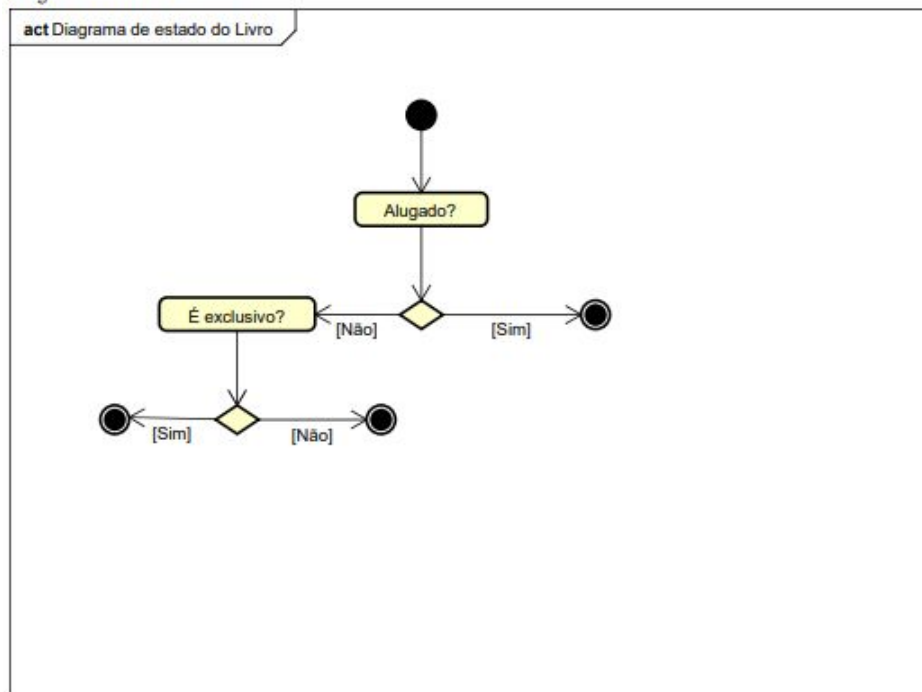 act Diagrama de estado do Livro
Alugado?
É exclusivo?
[Não]
[Sim]
[Sim]
[Não]